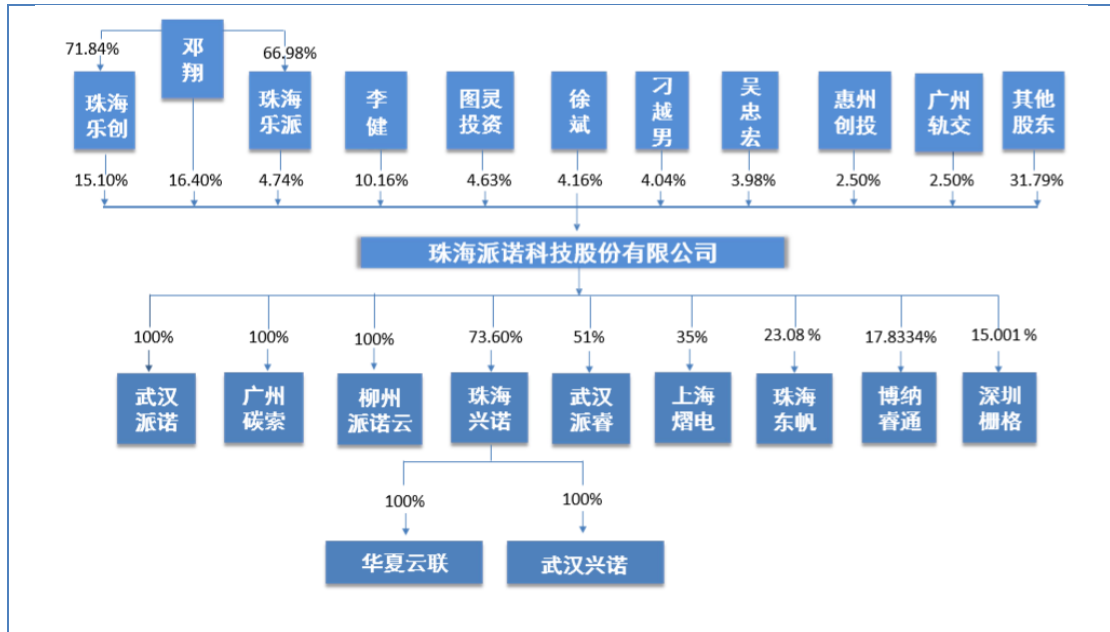 71.84%
邓
翔
66.98%
珠海
乐创
珠海
乐派
李
健
图灵
投资
徐
斌
刁
越
男
吴
忠
宏
惠州
创投
广州
轨交
其他
股东
15.10%
16.40%
4.74%
10.16%
4.63%
4.16%
4.04%
3.98%
2.50%
2.50%
31.79%
珠海派诺科技股份有限公司
100%
100%
100%
73.60%
51%
35%
23.08%
17.8334%
15.001%
武汉
派诺
广州
碳索
柳州
派诺云
珠海
兴诺
武汉
派睿
上海
熠电
珠海
东帆
博纳
睿通
深圳
栅格
100%
100%
华夏云联
武汉兴诺